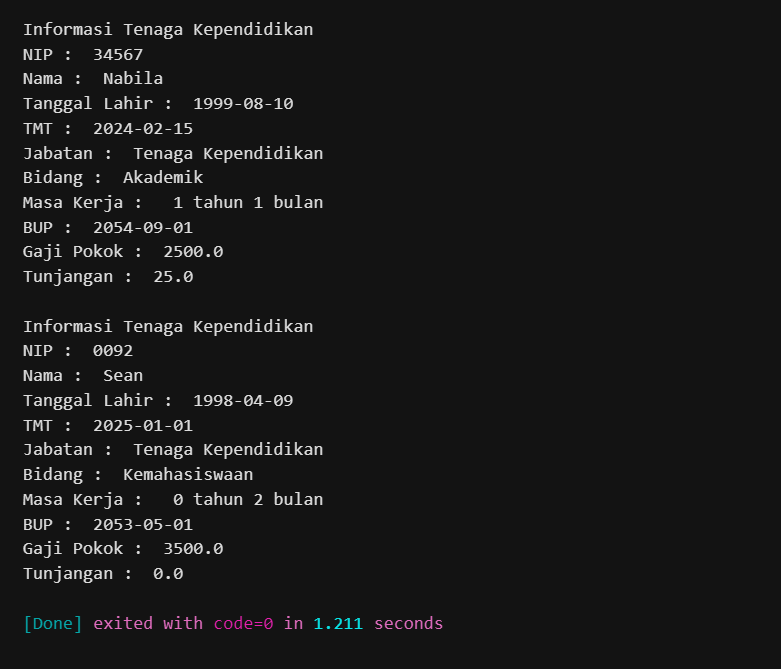 Informasi Tenaga Kependidikan
NIP :  34567
Nama :  Nabila
Tanggal Lahir :  1999-08-10
TMT :  2024-02-15
Jabatan :  Tenaga Kependidikan
Bidang :  Akademik
Masa Kerja :   1 tahun 1 bulan
BUP :  2054-09-01
Gaji Pokok :  2500.0
Tunjangan :  25.0

Informasi Tenaga Kependidikan
NIP :  0092
Nama :  Sean
Tanggal Lahir :  1998-04-09
TMT :  2025-01-01
Jabatan :  Tenaga Kependidikan
Bidang :  Kemahasiswaan
Masa Kerja :   0 tahun 2 bulan
BUP :  2053-05-01
Gaji Pokok :  3500.0
Tunjangan :  0.0

[Done] exited with code=0 in 1.211 seconds